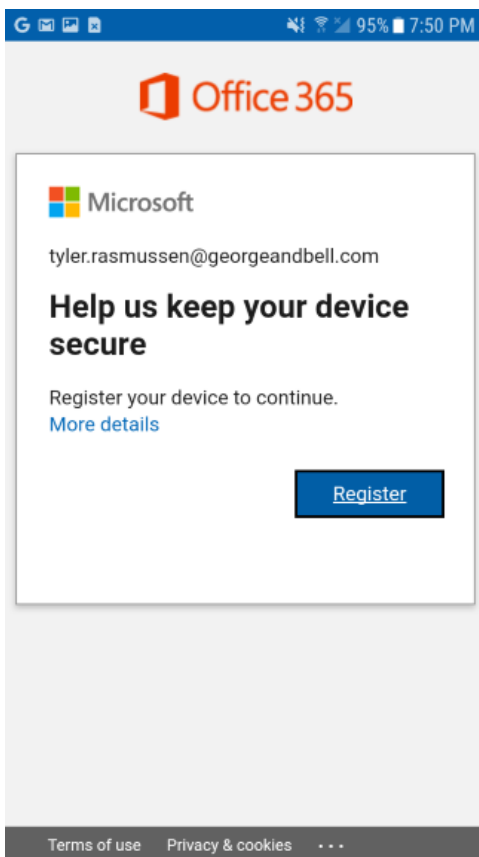 G 95% 7:50 PM
Office 365
Microsoft
tyler.rasmussen@georgeandbell.com
Help us keep your device
secure
Register your device to continue.
More details
Register
Terms of use Privacy & cookies ...